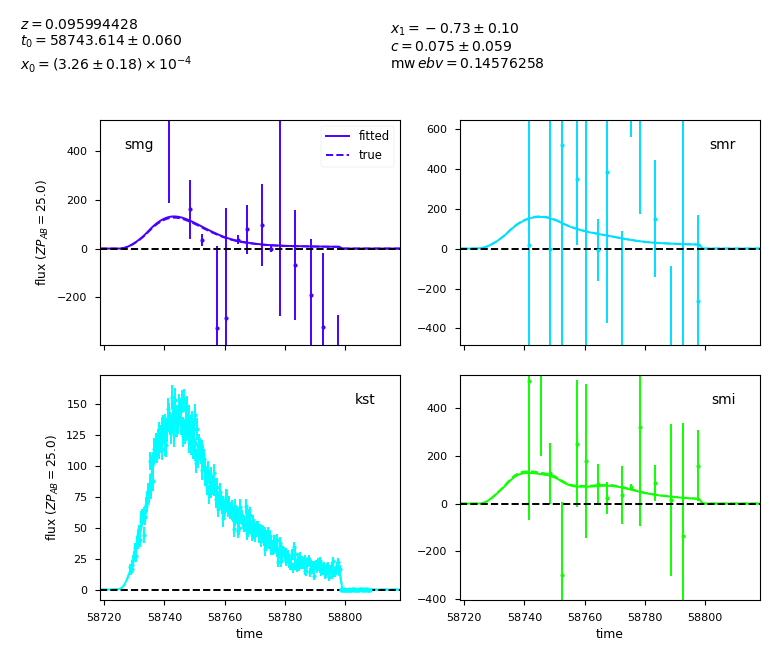 z = 0.095994428
t₀ = 58743.614 ± 0.060
x₀ = (3.26 ± 0.18) × 10⁻⁴
x₁ = −0.73 ± 0.10
c = 0.075 ± 0.059
mw ebv = 0.14576258
smg
fitted
true
400
200
0
−200
flux (ZP_AB = 25.0)
smr
600
400
200
0
−200
−400
kst
150
125
100
75
50
25
0
flux (ZP_AB = 25.0)
58720 58740 58760 58780 58800
time
smi
400
200
0
−200
−400
58720 58740 58760 58780 58800
time